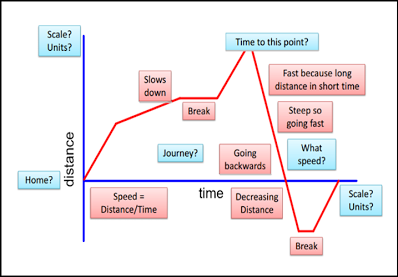 Scale?
Units?
Time to this point?
Slows
down
Fast because long
distance in short time
Break
Steep so
going fast
distance
Journey?
Going
backwards
What
speed?
Home?
Speed =
Distance/Time
time
Decreasing
Distance
Scale?
Units?
Break